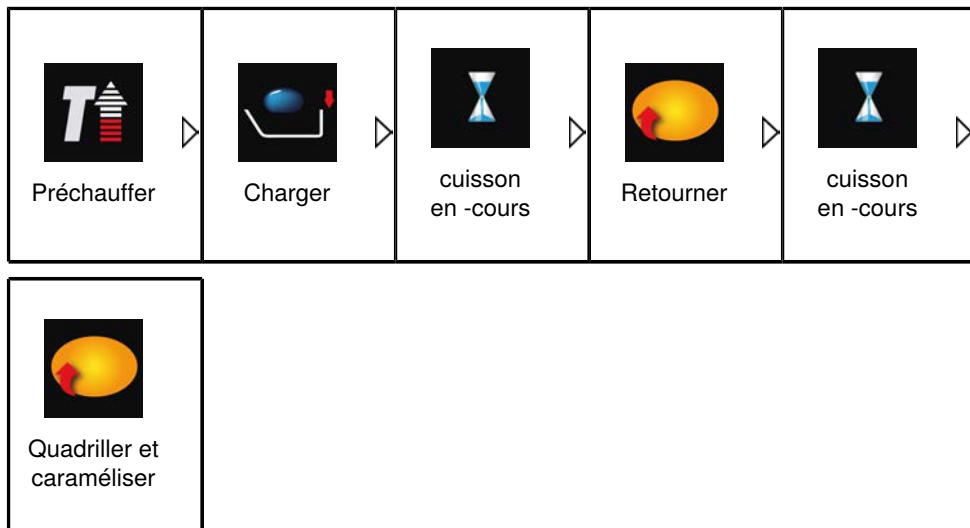 Préchauffer
Charger
cuisson
en -cours
Retourner
cuisson
en -cours
Quadriller et
caraméliser